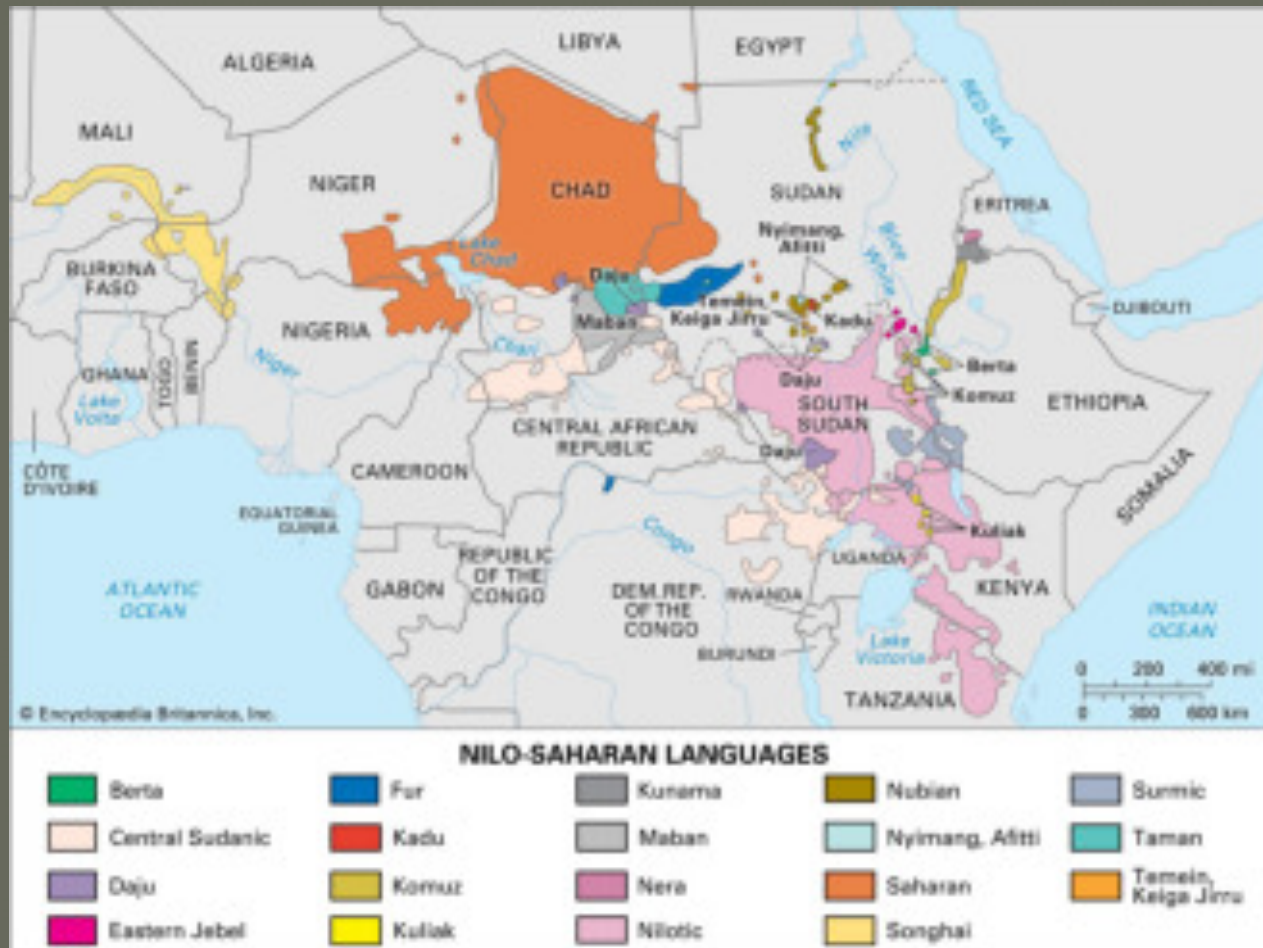 LIBYA
EGYPT
ALGERIA
RED SEA
MALI
Nile
NIGER
CHAD
SUDAN
ERITREA
Nyimang,
Afitti
Blue
White
Lake
Chad
BURKINA
FASO
Daju
DJIBOUTI
Temein,
Keiga Jirru
Kadu
NIGERIA
Maban
Chari
Niger
GHANA
TOGO
BENIN
Berta
Daju
Komuz
Lake
Volta
SOUTH
SUDAN
ETHIOPIA
CENTRAL AFRICAN
REPUBLIC
Daju
CÔTE
D'IVOIRE
CAMEROON
SOMALIA
EQUATORIAL
GUINEA
Congo
Kuliak
UGANDA
REPUBLIC
OF THE
CONGO
GABON
KENYA
ATLANTIC
OCEAN
DEM. REP.
OF THE
CONGO
RWANDA
INDIAN
OCEAN
Lake
Victoria
BURUNDI
TANZANIA
0 200 400 mi
0 300 600 km
© Encyclopædia Britannica, Inc.
NILO-SAHARAN LANGUAGES
Berta
Fur
Kunama
Nubian
Surmic
Central Sudanic
Kadu
Maban
Nyimang, Afitti
Taman
Daju
Komuz
Nera
Saharan
Temein,
Keiga Jirru
Eastern Jebel
Kuliak
Nilotic
Songhai